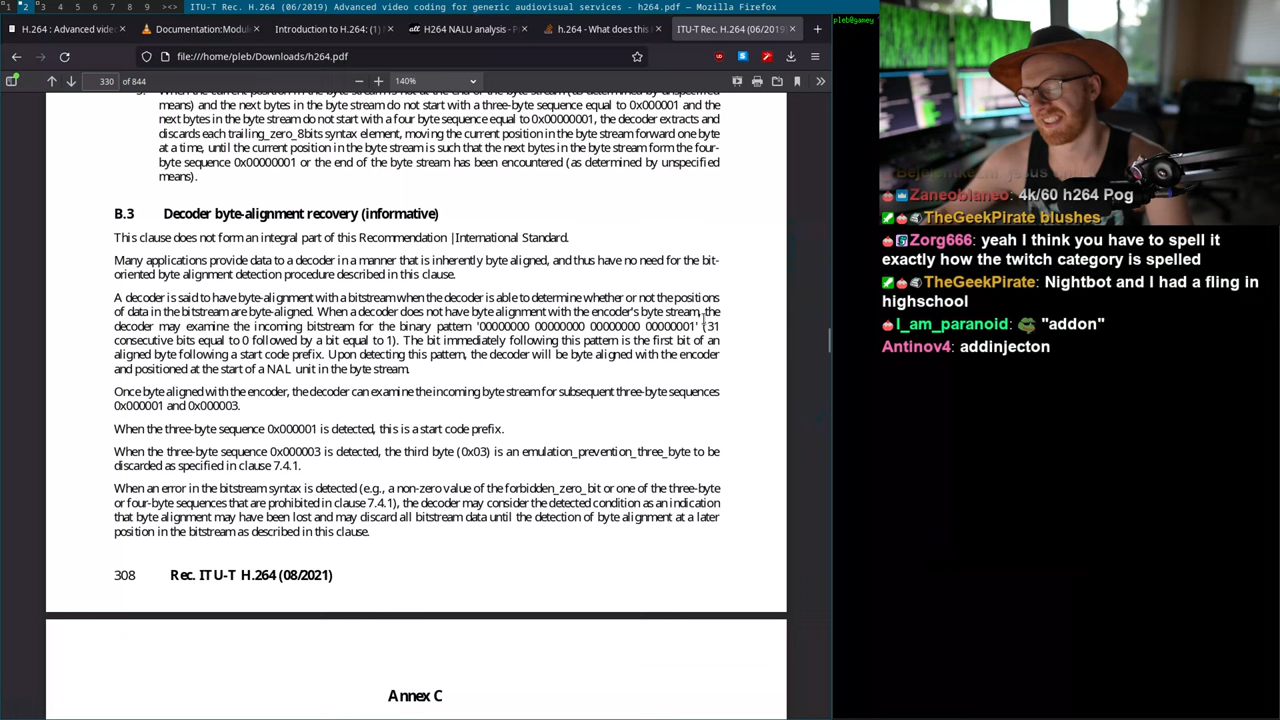 1 2 3 4 5 6 7 8 9 ><> ITU-T Rec. H.264 (06/2019) Advanced video coding for generic audiovisual services - h264.pdf – Mozilla Firefox
pleb@gamey
H.264 : Advanced video
Documentation:Modul
Introduction to H.264: (1)
H264 NALU analysis - P
h.264 - What does this
ITU-T Rec. H.264 (06/2019)
file:///home/pleb/Downloads/h264.pdf
330 of 844
140%
means) and the next bytes in the byte stream do not start with a three-byte sequence equal to 0x000001 and the
next bytes in the byte stream do not start with a four byte sequence equal to 0x00000001, the decoder extracts and
discards each trailing_zero_8bits syntax element, moving the current position in the byte stream forward one byte
at a time, until the current position in the byte stream is such that the next bytes in the byte stream form the four-
byte sequence 0x00000001 or the end of the byte stream has been encountered (as determined by unspecified
means).
B.3 Decoder byte-alignment recovery (informative)
This clause does not form an integral part of this Recommendation |International Standard.
Many applications provide data to a decoder in a manner that is inherently byte aligned, and thus have no need for the bit-
oriented byte alignment detection procedure described in this clause.
A decoder is said to have byte-alignment with a bitstream when the decoder is able to determine whether or not the positions
of data in the bitstream are byte-aligned. When a decoder does not have byte alignment with the encoder's byte stream, the
decoder may examine the incoming bitstream for the binary pattern '00000000 00000000 00000000 00000001' (31
consecutive bits equal to 0 followed by a bit equal to 1). The bit immediately following this pattern is the first bit of an
aligned byte following a start code prefix. Upon detecting this pattern, the decoder will be byte aligned with the encoder
and positioned at the start of a NAL unit in the byte stream.
Once byte aligned with the encoder, the decoder can examine the incoming byte stream for subsequent three-byte sequences
0x000001 and 0x000003.
When the three-byte sequence 0x000001 is detected, this is a start code prefix.
When the three-byte sequence 0x000003 is detected, the third byte (0x03) is an emulation_prevention_three_byte to be
discarded as specified in clause 7.4.1.
When an error in the bitstream syntax is detected (e.g., a non-zero value of the forbidden_zero_bit or one of the three-byte
or four-byte sequences that are prohibited in clause 7.4.1), the decoder may consider the detected condition as an indication
that byte alignment may have been lost and may discard all bitstream data until the detection of byte alignment at a later
position in the bitstream as described in this clause.
308 Rec. ITU-T H.264 (08/2021)
Annex C
Zaneoblaneo: 4k/60 h264 Pog
TheGeekPirate blushes
Zorg666: yeah I think you have to spell it
exactly how the twitch category is spelled
TheGeekPirate: Nightbot and I had a fling in
highschool
I_am_paranoid: "addon"
Antinov4: addinjecton